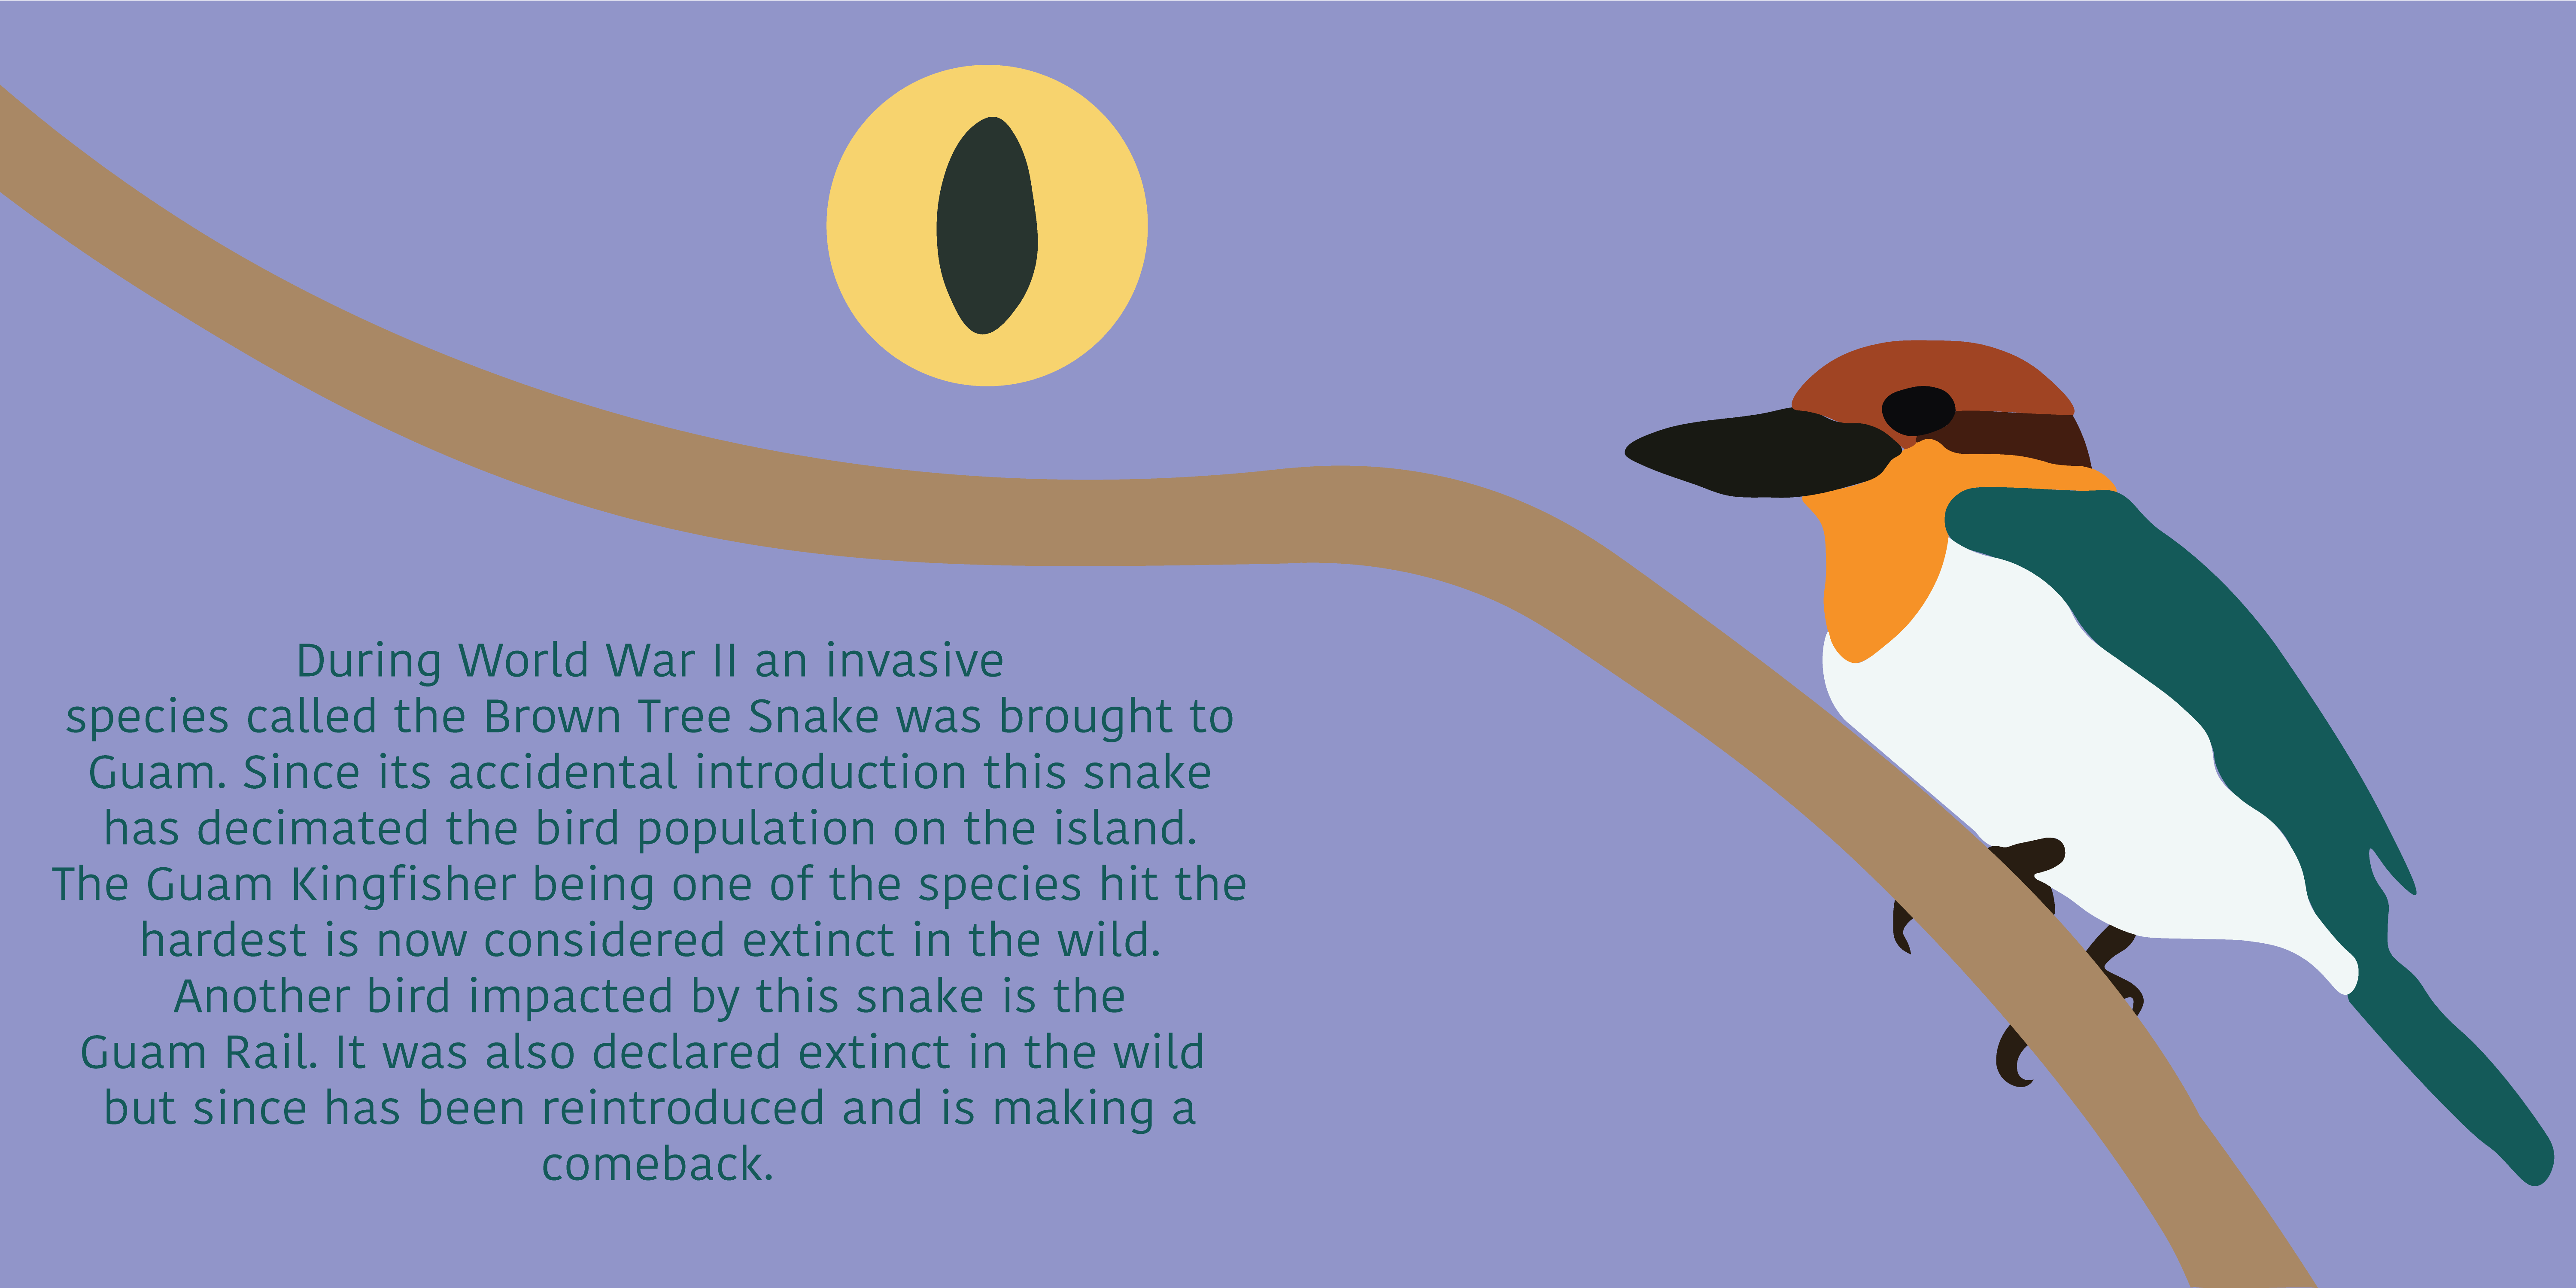 During World War II an invasive
species called the Brown Tree Snake was brought to
Guam. Since its accidental introduction this snake
has decimated the bird population on the island.
The Guam Kingfisher being one of the species hit the
hardest is now considered extinct in the wild.
Another bird impacted by this snake is the
Guam Rail. It was also declared extinct in the wild
but since has been reintroduced and is making a
comeback.